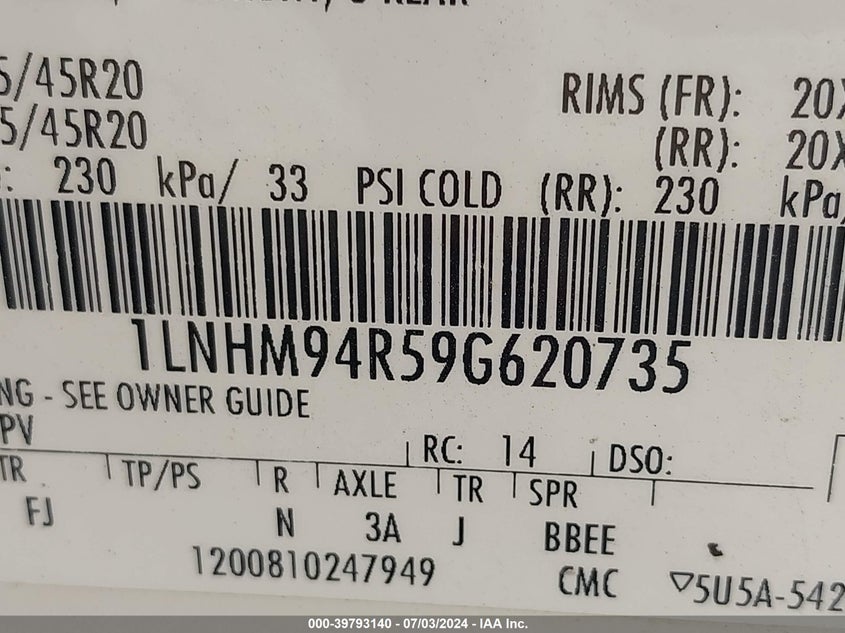 5/45R20 RIMS (FR): 20X
5/45R20 (RR): 20X
: 230 kPa/ 33 PSI COLD (RR): 230 kPa/
1LNHM94R59G620735
NG - SEE OWNER GUIDE
PV RC: 14 DSO:
TR TP/PS R AXLE TR SPR
FJ N 3A J BBEE
1200810247949 CMC ▽5U5A-542
000-39793140 - 07/03/2024 - IAA Inc.